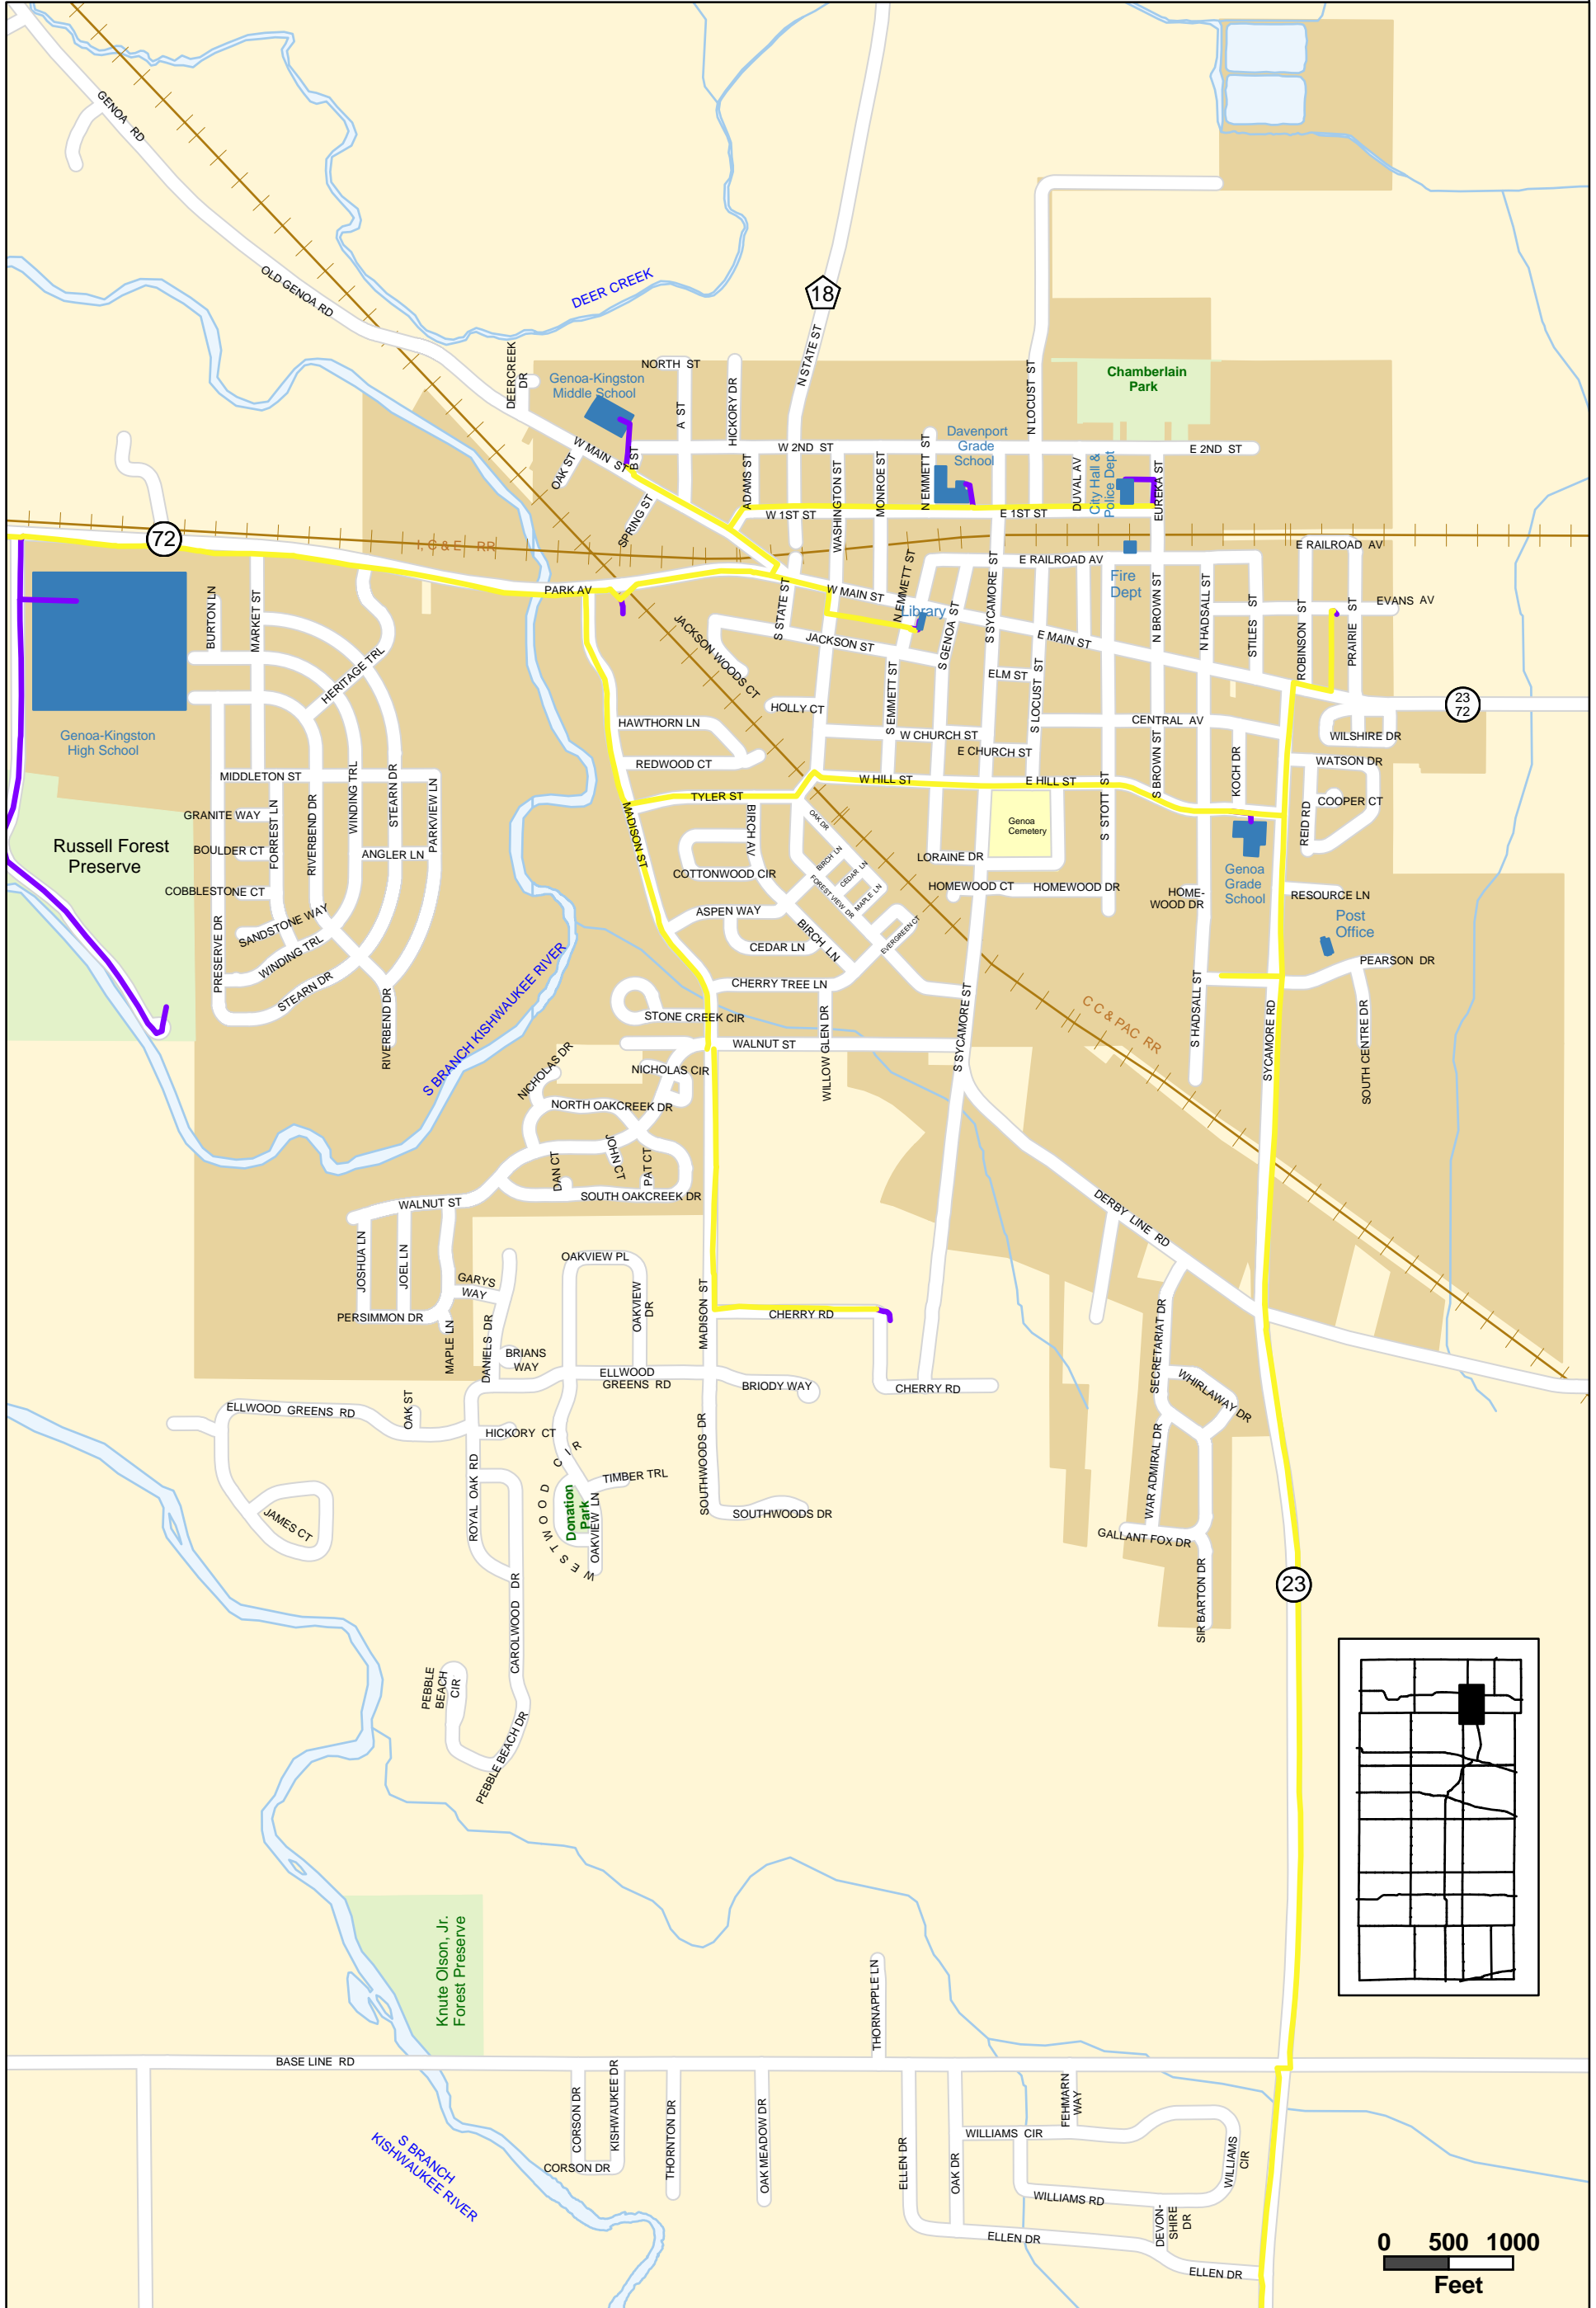 GENOA RD
OLD GENOA RD
DEER CREEK
18
N STATE ST
DEERCREEK
DR
Genoa-Kingston
Middle School
NORTH ST
A ST
HICKORY DR
N LOCUST ST
Chamberlain
Park
W MAIN ST
B ST
OAK ST
W 2ND ST
N EMMETT ST
Davenport
Grade
School
DUVAL AV
City Hall &
Police Dept
E 2ND ST
EUREKA ST
SPRING ST
ADAMS ST
W 1ST ST
WASHINGTON ST
MONROE ST
E 1ST ST
72
I, C & E RR
PARK AV
E RAILROAD AV
E RAILROAD AV
Fire
Dept
S STATE ST
W MAIN ST
N EMMETT ST
Library
S GENOA ST
S SYCAMORE ST
E MAIN ST
N BROWN ST
N HADSALL ST
STILES ST
ROBINSON ST
PRAIRIE ST
EVANS AV
BURTON LN
MARKET ST
HERITAGE TRL
JACKSON WOODS CT
JACKSON ST
ELM ST
S LOCUST ST
Genoa-Kingston
High School
HAWTHORN LN
HOLLY CT
S EMMETT ST
W CHURCH ST
E CHURCH ST
CENTRAL AV
23
72
WILSHIRE DR
REDWOOD CT
W HILL ST
E HILL ST
S BROWN ST
KOCH DR
WATSON DR
MIDDLETON ST
TYLER ST
S STOTT ST
COOPER CT
REID RD
GRANITE WAY
FORREST LN
RIVERBEND DR
WINDING TRL
STEARN DR
PARKVIEW LN
MADISON ST
BIRCH AV
OAK DR
Genoa
Cemetery
Russell Forest
Preserve
BOULDER CT
ANGLER LN
BIRCH LN
CEDAR LN
MAPLE LN
FOREST VIEW DR
LORAINE DR
Genoa
Grade
School
COBBLESTONE CT
COTTONWOOD CIR
HOMEWOOD CT
HOMEWOOD DR
HOME-
WOOD DR
RESOURCE LN
SANDSTONE WAY
ASPEN WAY
BIRCH LN
EVERGREEN CT
Post
Office
PRESERVE DR
WINDING TRL
CEDAR LN
PEARSON DR
STEARN DR
RIVERBEND DR
S BRANCH KISHWAUKEE RIVER
CHERRY TREE LN
WILLOW GLEN DR
S SYCAMORE ST
C C & PAC RR
S HADSALL ST
SYCAMORE RD
SOUTH CENTRE DR
STONE CREEK CIR
WALNUT ST
NICHOLAS DR
NICHOLAS CIR
NORTH OAKCREEK DR
JOHN CT
DAN CT
PAT CT
SOUTH OAKCREEK DR
WALNUT ST
DERBY LINE RD
JOSHUA LN
JOEL LN
GARYS
WAY
OAKVIEW PL
OAKVIEW
DR
MADISON ST
CHERRY RD
PERSIMMON DR
MAPLE LN
DANIELS DR
BRIANS
WAY
ELLWOOD
GREENS RD
BRIODY WAY
CHERRY RD
SECRETARIAT DR
WHIRLAWAY DR
ELLWOOD GREENS RD
OAK ST
HICKORY CT
ROYAL OAK RD
WESTWOOD CIR
TIMBER TRL
Donation
Park
OAKVIEW LN
SOUTHWOODS DR
SOUTHWOODS DR
WAR ADMIRAL DR
JAMES CT
GALLANT FOX DR
SIR BARTON DR
23
CAROLWOOD DR
PEBBLE
BEACH
CIR
PEBBLE BEACH DR
Knute Olson, Jr.
Forest Preserve
THORNAPPLE LN
BASE LINE RD
CORSON DR
KISHWAUKEE DR
CORSON DR
THORNTON DR
OAK MEADOW DR
ELLEN DR
OAK DR
FEHMARN
WAY
WILLIAMS CIR
WILLIAMS
CIR
WILLIAMS RD
DEVON-
SHIRE
DR
ELLEN DR
ELLEN DR
S BRANCH
KISHWAUKEE RIVER
0 500 1000
Feet